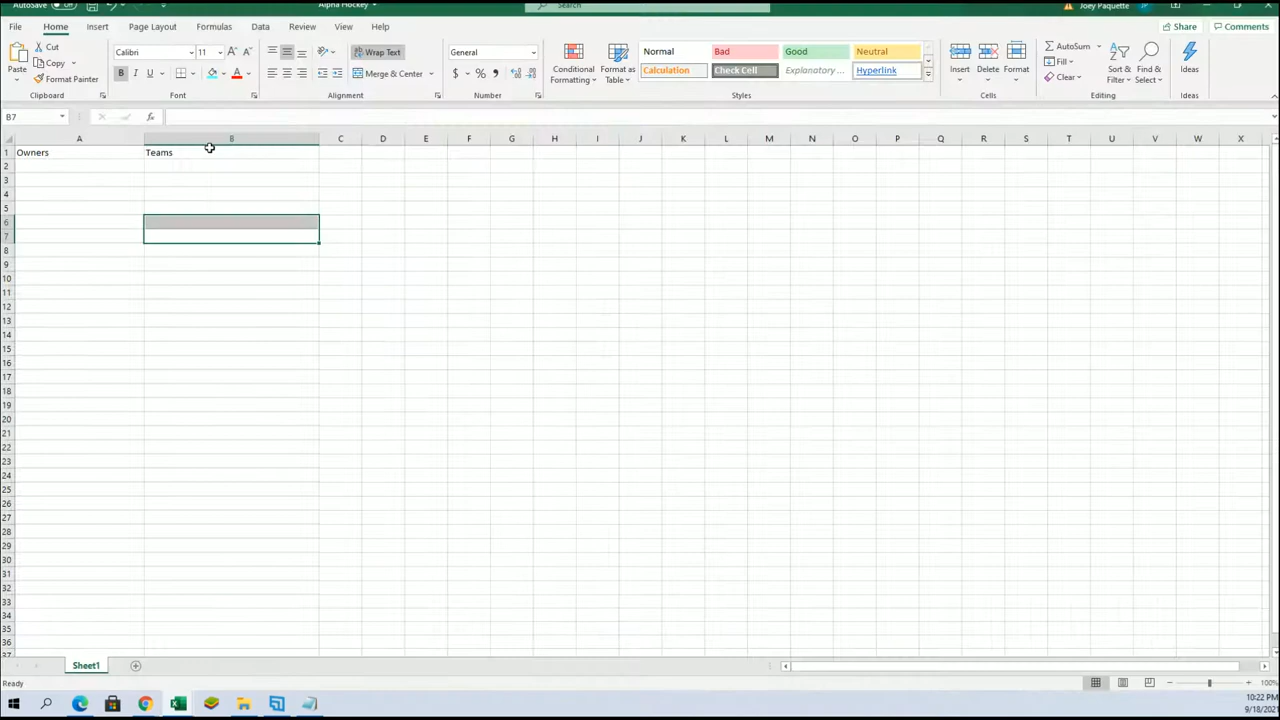 AutoSave Off Alpha Hockey Search Joey Paquette JP
File Home Insert Page Layout Formulas Data Review View Help Share Comments
Paste Cut Copy Format Painter Clipboard
Calibri 11 A A B I U A Font
Wrap Text Merge & Center Alignment
General $ % , Number
Conditional Formatting Format as Table
Normal Bad Good Neutral
Calculation Check Cell Explanatory ... Hyperlink
Styles
Insert Delete Format Cells
AutoSum Fill Clear Sort & Filter Find & Select Editing
Ideas Ideas
B7 fx
A B C D E F G H I J K L M N O P Q R S T U V W X
1 Owners Teams
2
3
4
5
6
7
8
9
10
11
12
13
14
15
16
17
18
19
20
21
22
23
24
25
26
27
28
29
30
31
32
33
34
35
36
37
Sheet1
Ready 100%
10:22 PM
9/18/2021